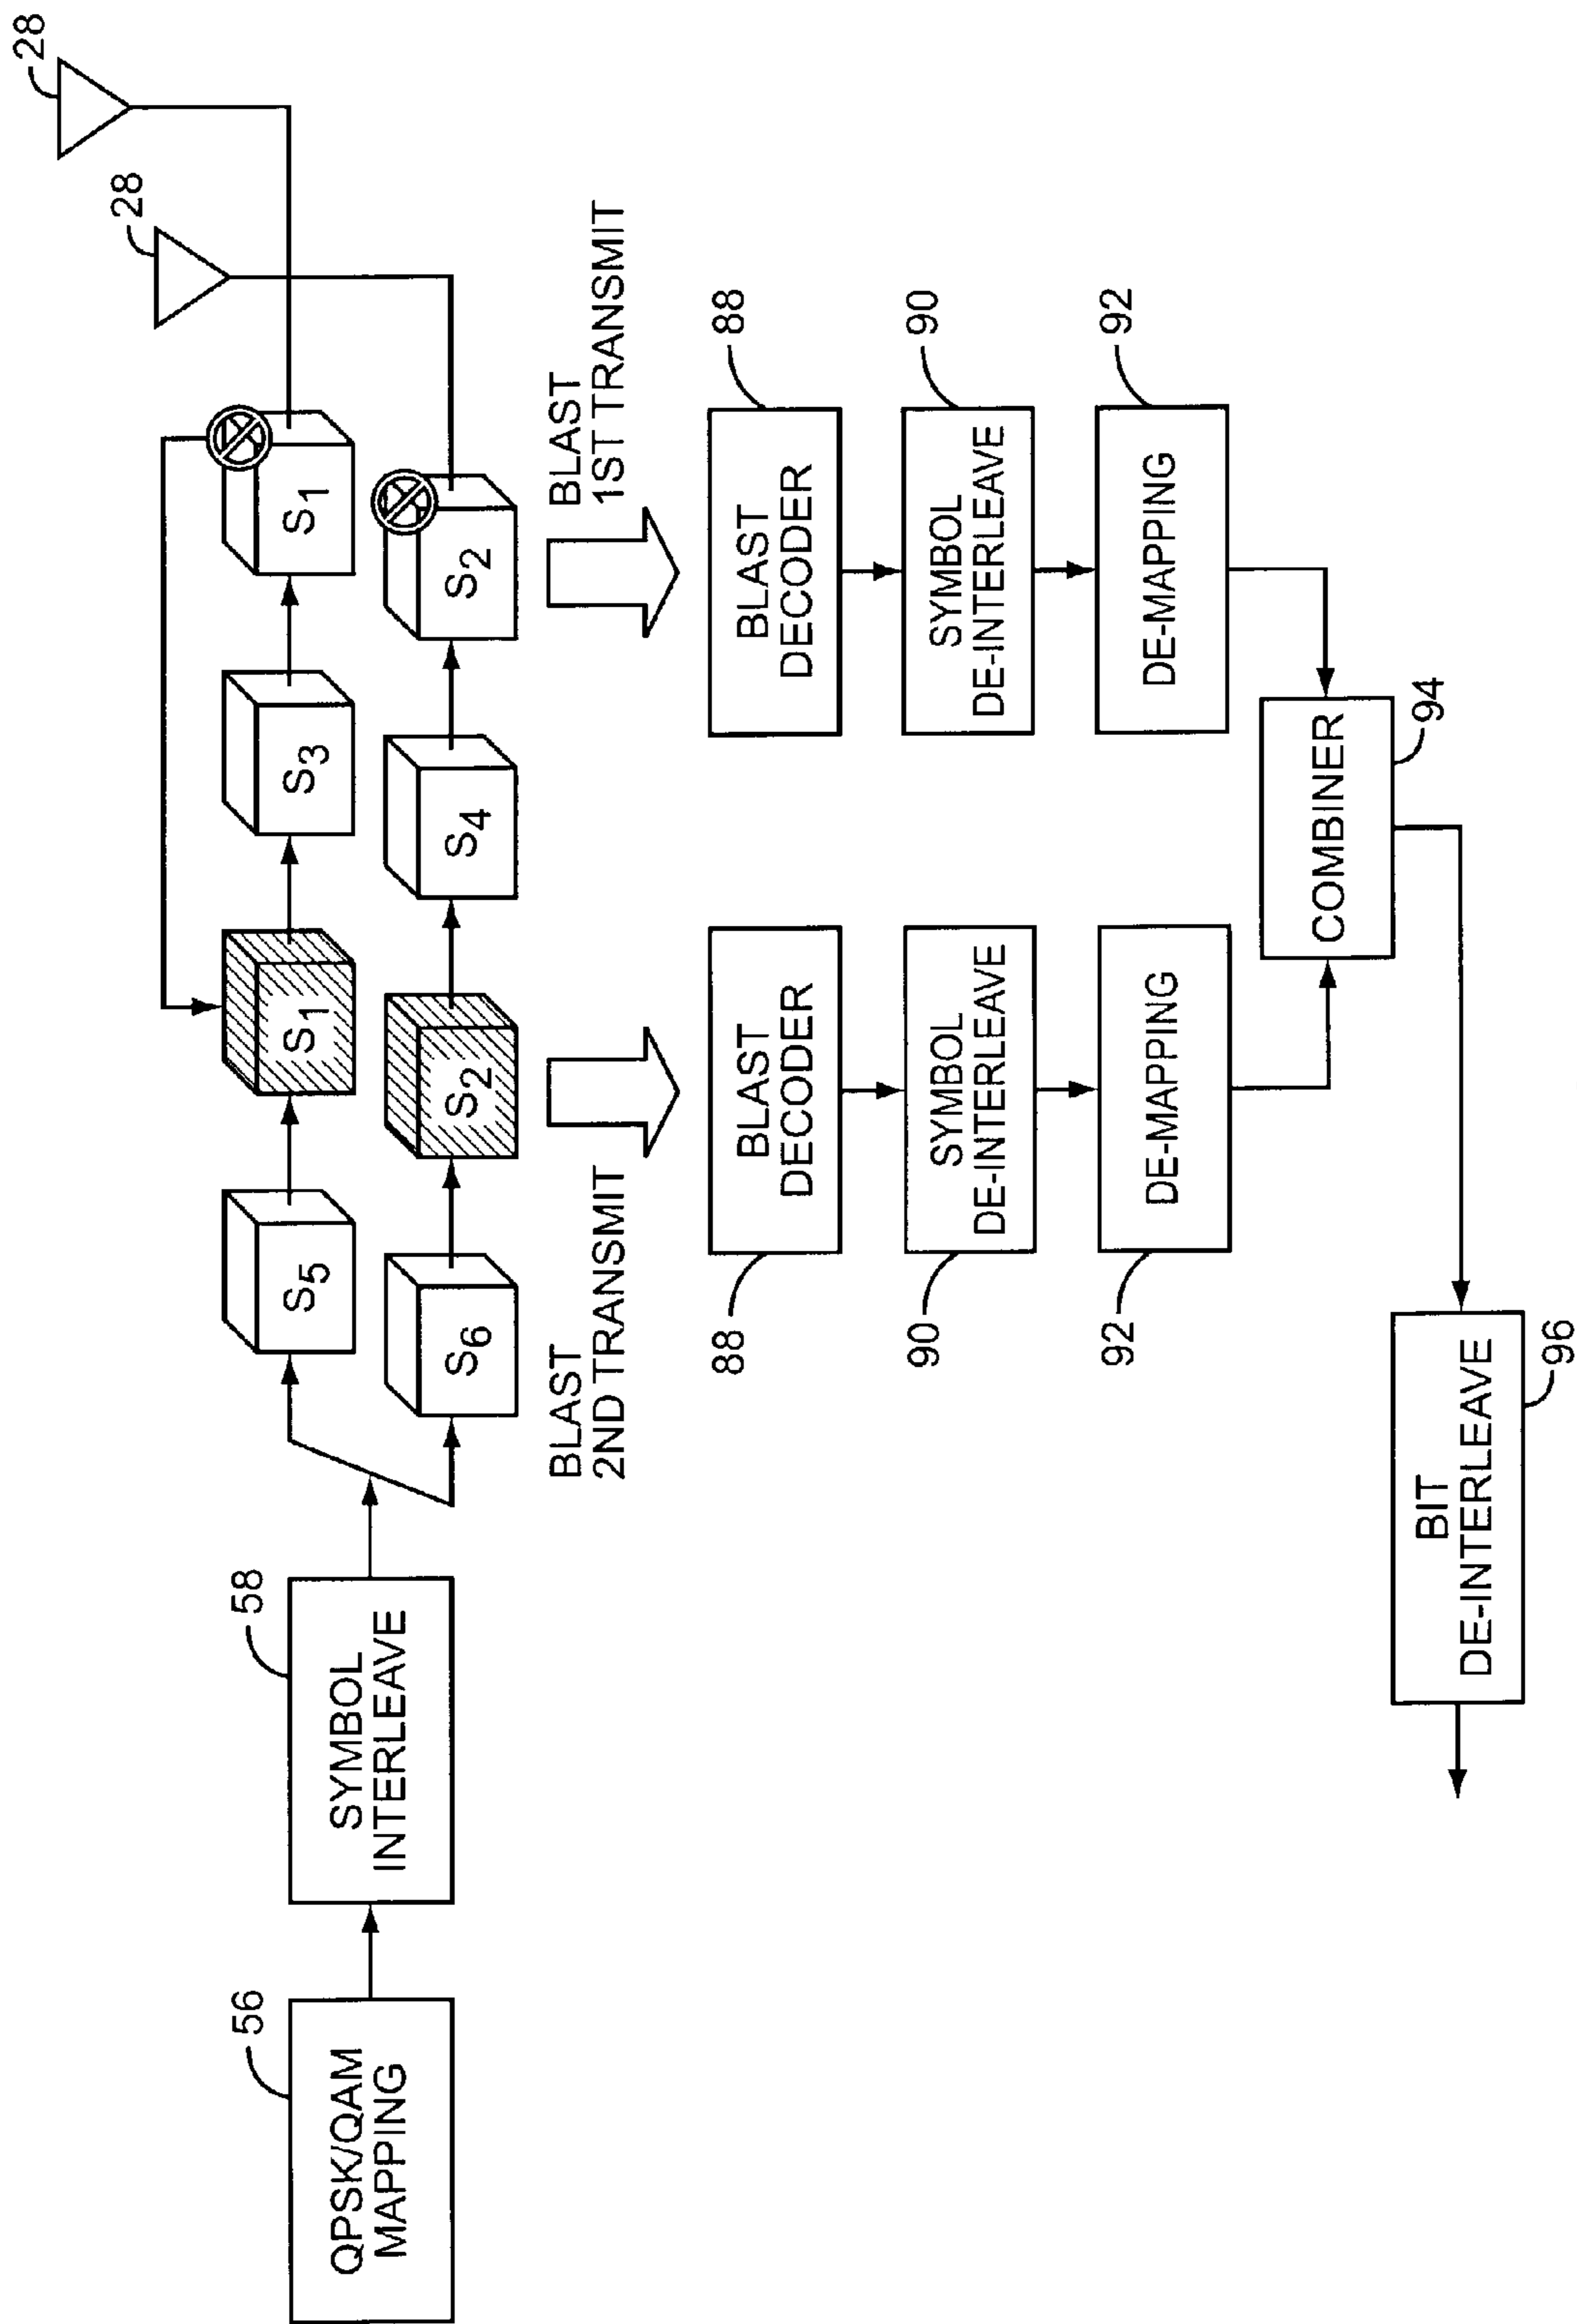 28
28
56
QPSK/QAM
MAPPING
58
SYMBOL
INTERLEAVE
S5
S1
S3
S1
S6
S2
S4
S2
BLAST
2ND TRANSMIT
BLAST
1ST TRANSMIT
88
BLAST
DECODER
88
BLAST
DECODER
90
SYMBOL
DE-INTERLEAVE
90
SYMBOL
DE-INTERLEAVE
92
DE-MAPPING
92
DE-MAPPING
COMBINER
94
BIT
DE-INTERLEAVE
96